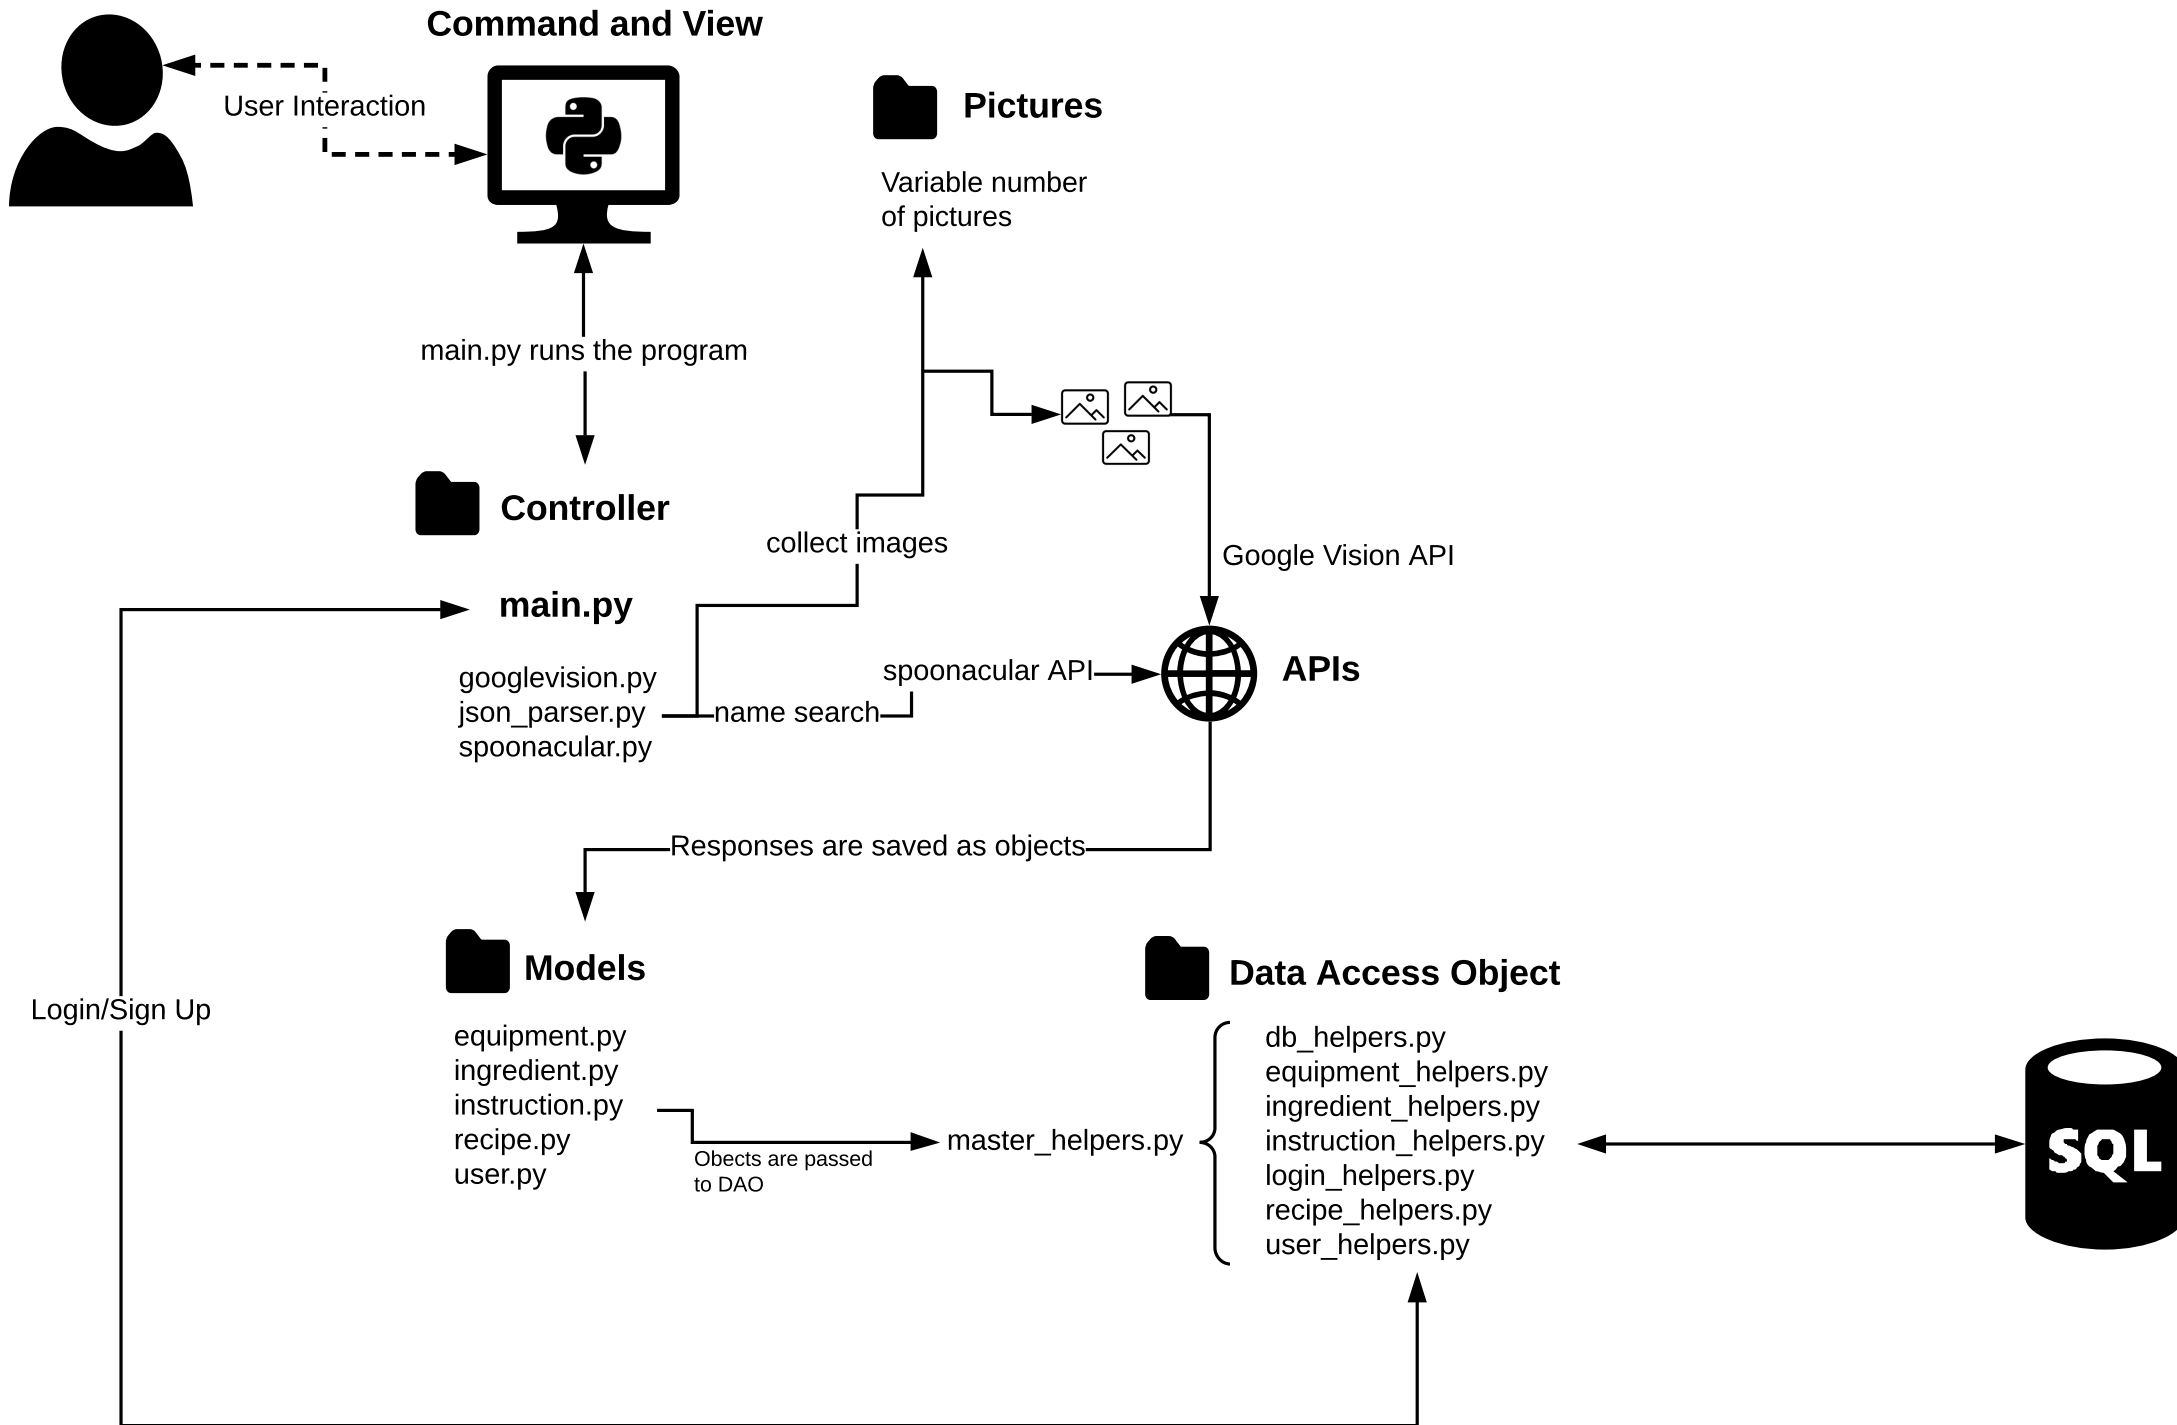 Command and View
User Interaction
Pictures
Variable number
of pictures
main.py runs the program
Controller
collect images
Google Vision API
main.py
googlevision.py
json_parser.py
spoonacular.py
name search
spoonacular API
APIs
Responses are saved as objects
Models
equipment.py
ingredient.py
instruction.py
recipe.py
user.py
Obects are passed
to DAO
master_helpers.py
Data Access Object
db_helpers.py
equipment_helpers.py
ingredient_helpers.py
instruction_helpers.py
login_helpers.py
recipe_helpers.py
user_helpers.py
SQL
Login/Sign Up